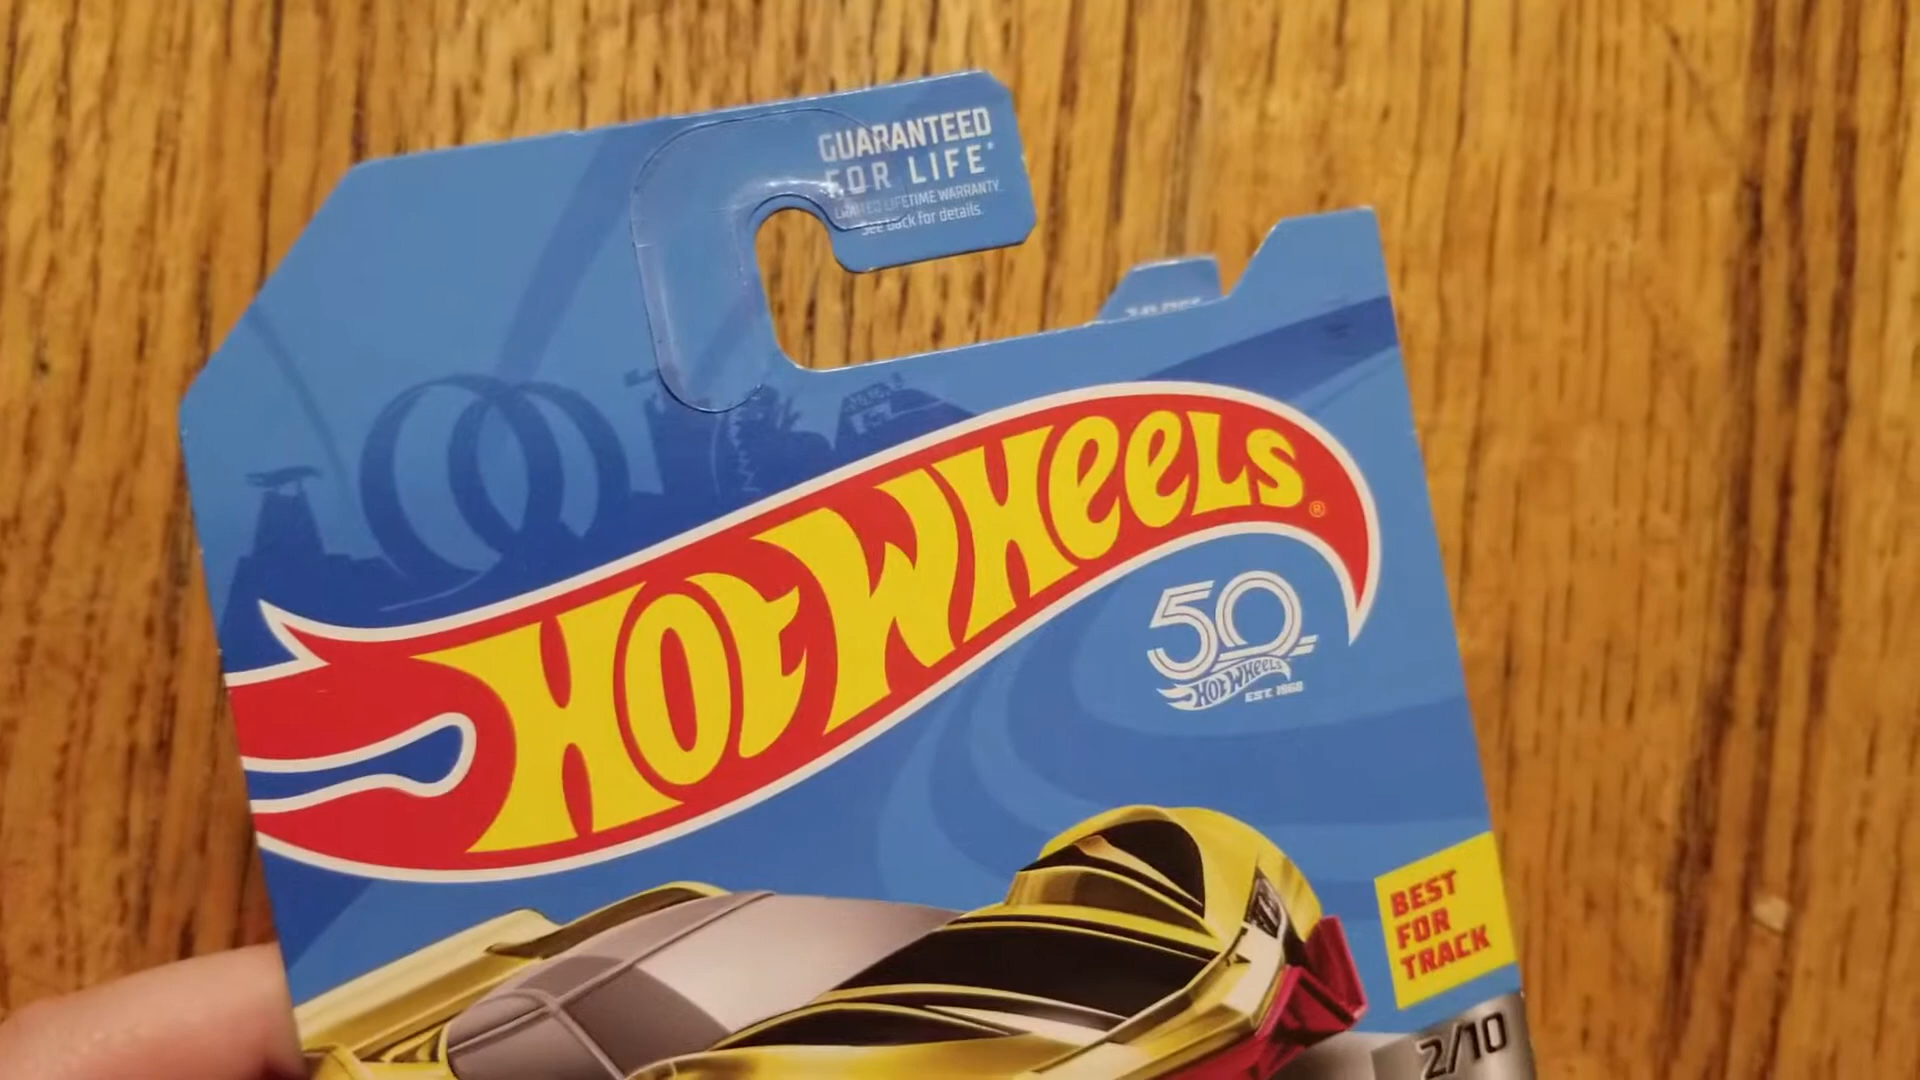 GUARANTEED
FOR LIFE*
LIMITED LIFETIME WARRANTY.
See back for details.
HOT WHEELS®
50
HOT WHEELS
EST. 1968
BEST
FOR
TRACK
2/10